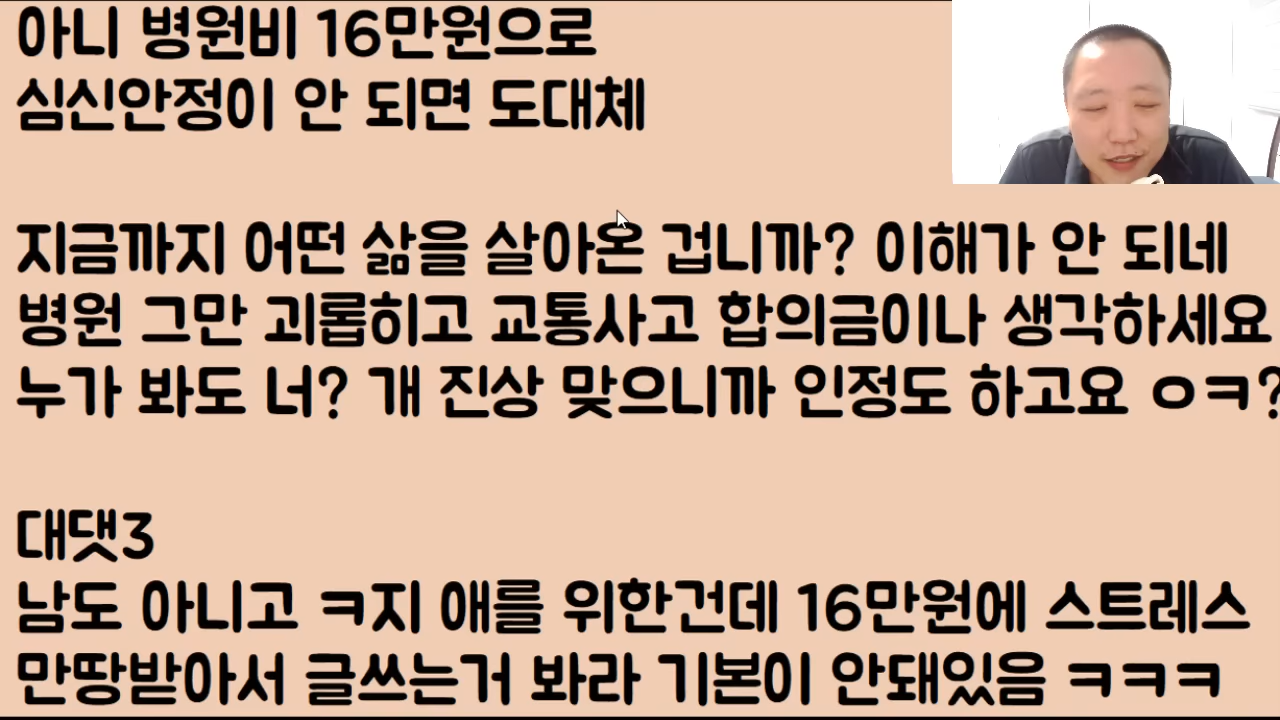 아니 병원비 16만원으로
심신안정이 안 되면 도대체
지금까지 어떤 삶을 살아온 겁니까? 이해가 안 되네
병원 그만 괴롭히고 교통사고 합의금이나 생각하세요
누가 봐도 너? 개 진상 맞으니까 인정도 하고요 ㅇㅋ?
대댓3
남도 아니고 ㅋ지 애를 위한건데 16만원에 스트레스
만땅받아서 글쓰는거 봐라 기본이 안돼있음 ㅋㅋㅋ